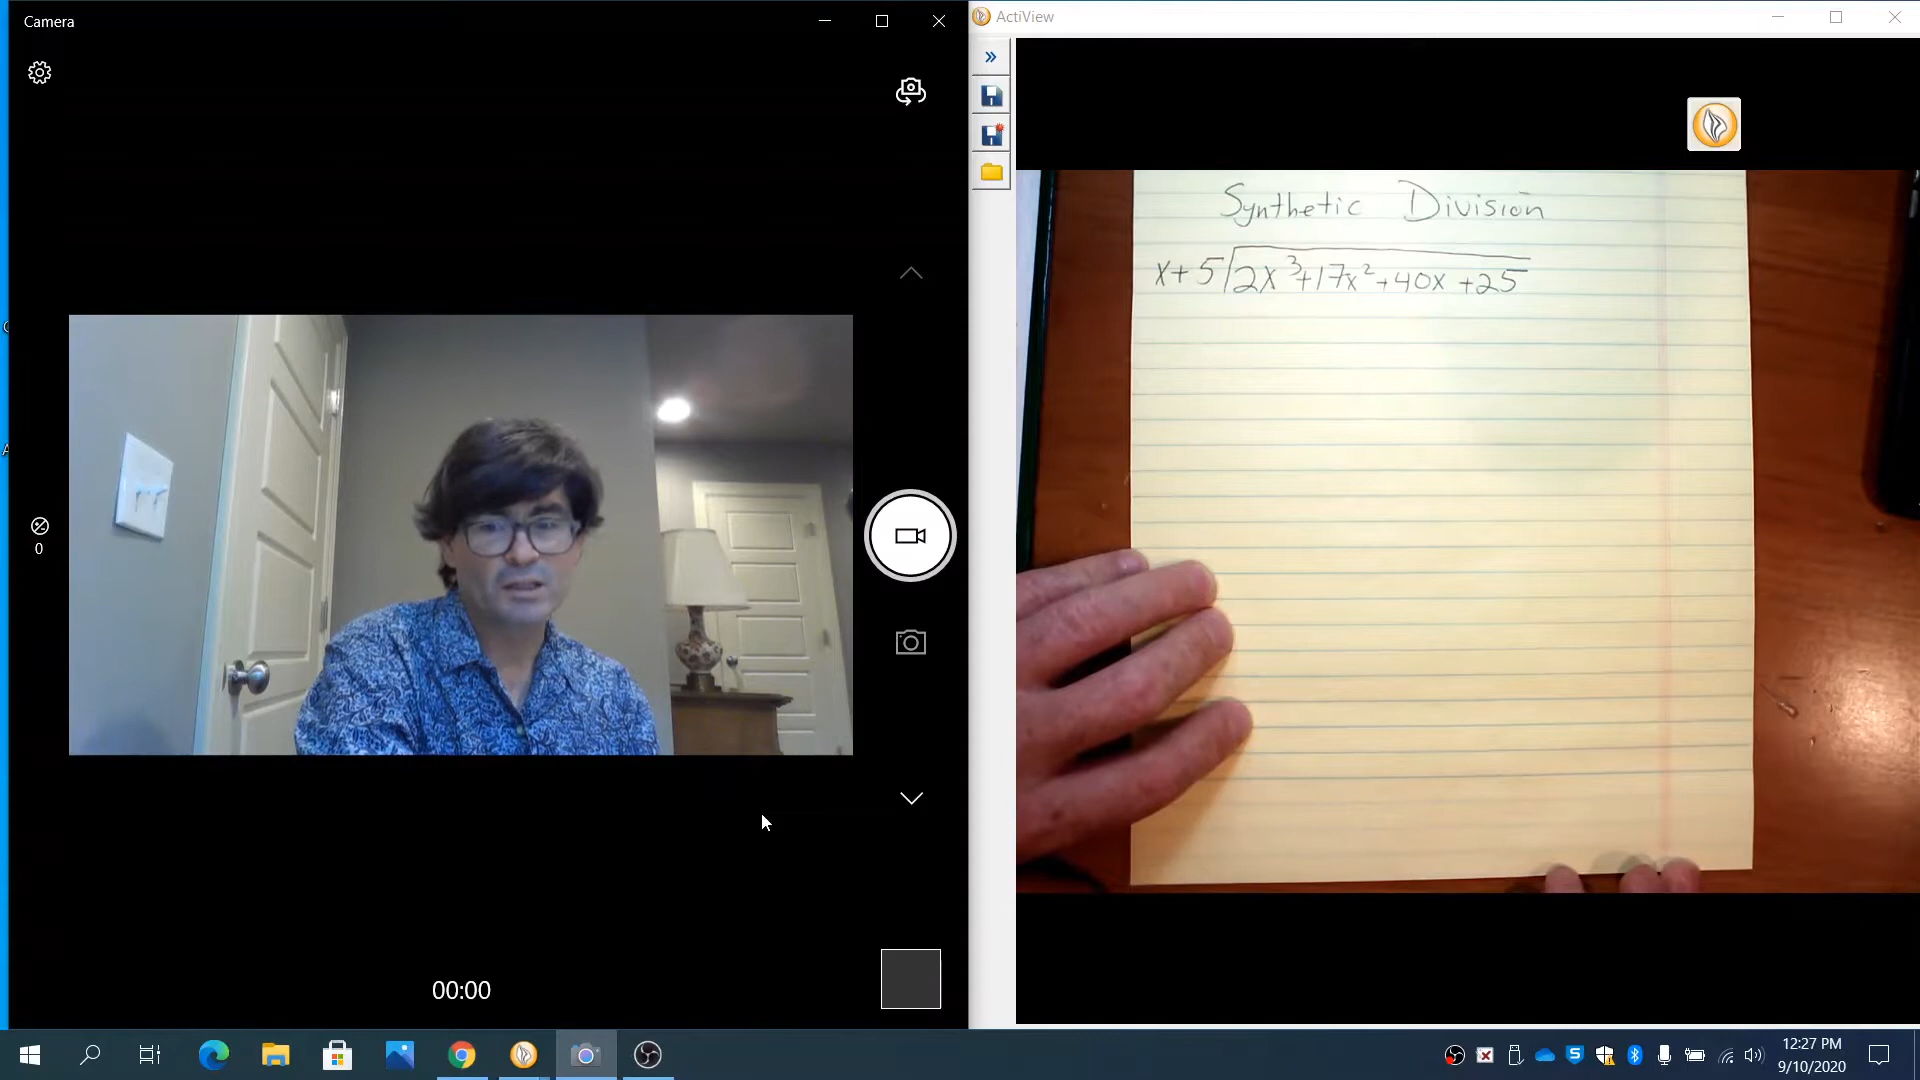 Camera
ActiView
Synthetic Division
x+5 2x³+17x²+40x+25
0
00:00
12:27 PM
9/10/2020